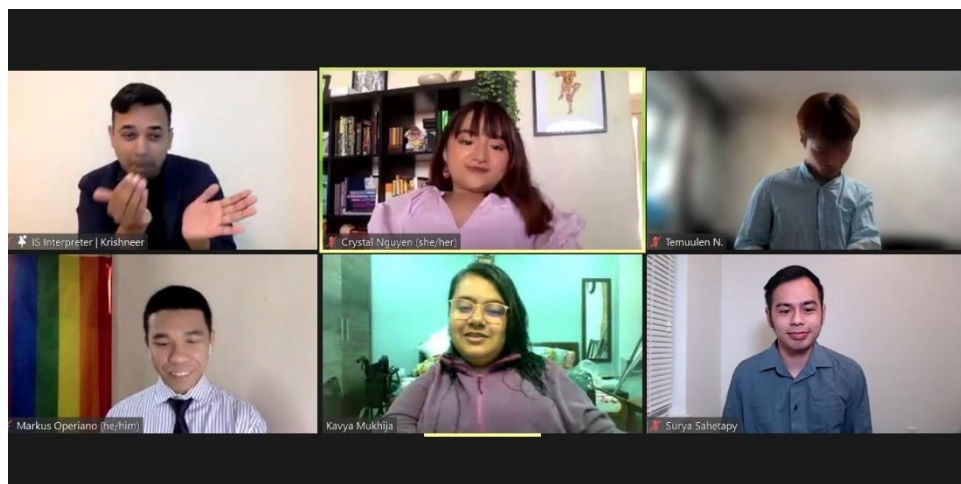 IS Interpreter | Krishneer
Crystal Nguyen (she/her)
Temuulen N.
Markus Operiano (he/him)
Kavya Mukhija
Surya Sahetapy